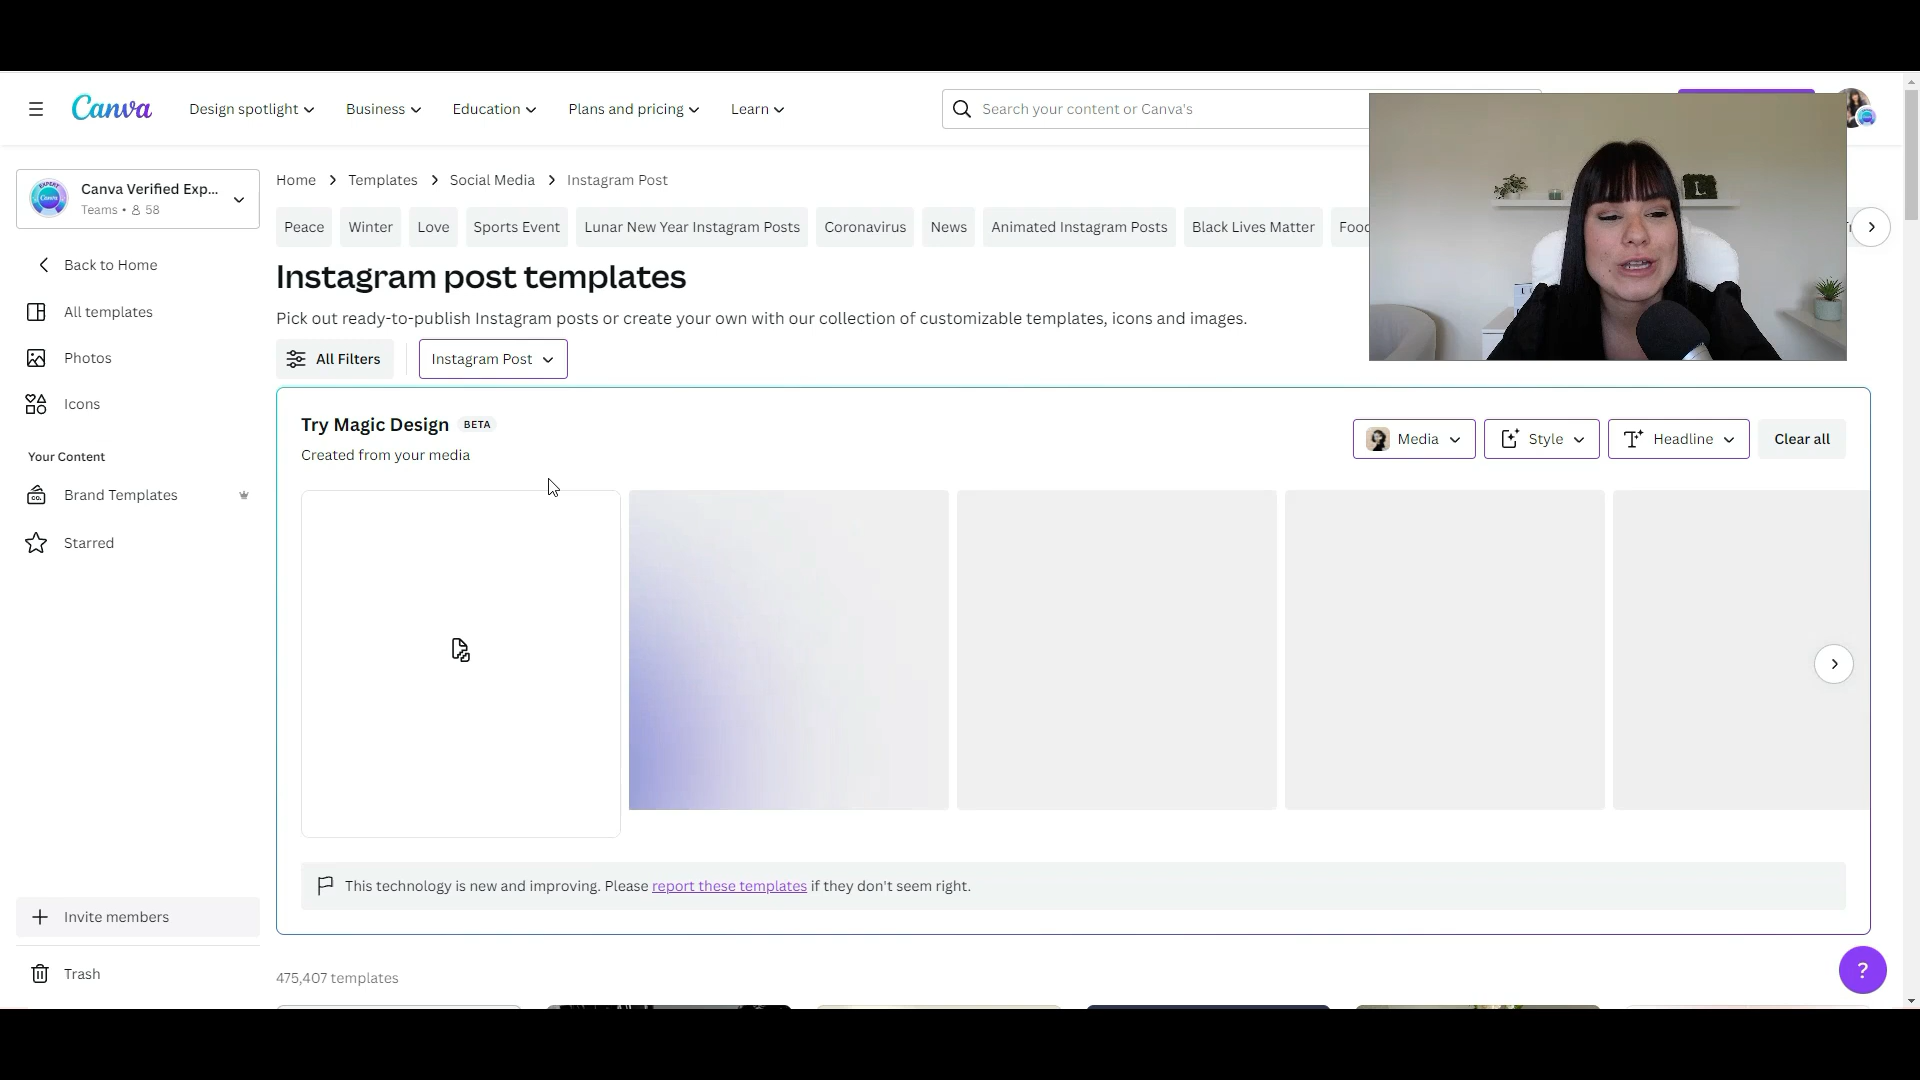 Canva
Design spotlight
Business
Education
Plans and pricing
Learn
Search your content or Canva's
Canva Verified Exp...
Teams • 58
Home > Templates > Social Media > Instagram Post
Peace
Winter
Love
Sports Event
Lunar New Year Instagram Posts
Coronavirus
News
Animated Instagram Posts
Black Lives Matter
Back to Home
All templates
Photos
Icons
Your Content
Brand Templates
Starred
Invite members
Trash
Instagram post templates
Pick out ready-to-publish Instagram posts or create your own with our collection of customizable templates, icons and images.
All Filters
Instagram Post
Try Magic Design BETA
Created from your media
Media
Style
Headline
Clear all
This technology is new and improving. Please report these templates if they don't seem right.
475,407 templates
?